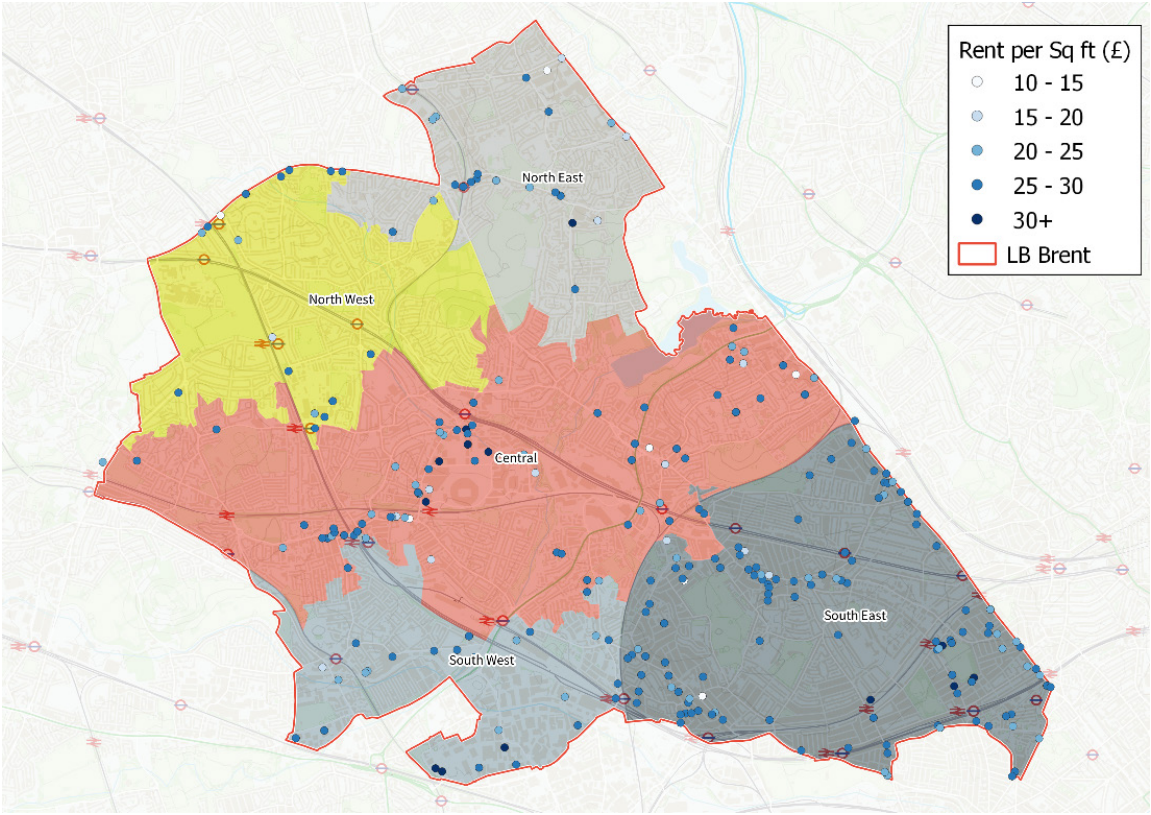 Rent per Sq ft (£)
10 - 15
15 - 20
20 - 25
25 - 30
30+
LB Brent
North East
North West
Central
South East
South West